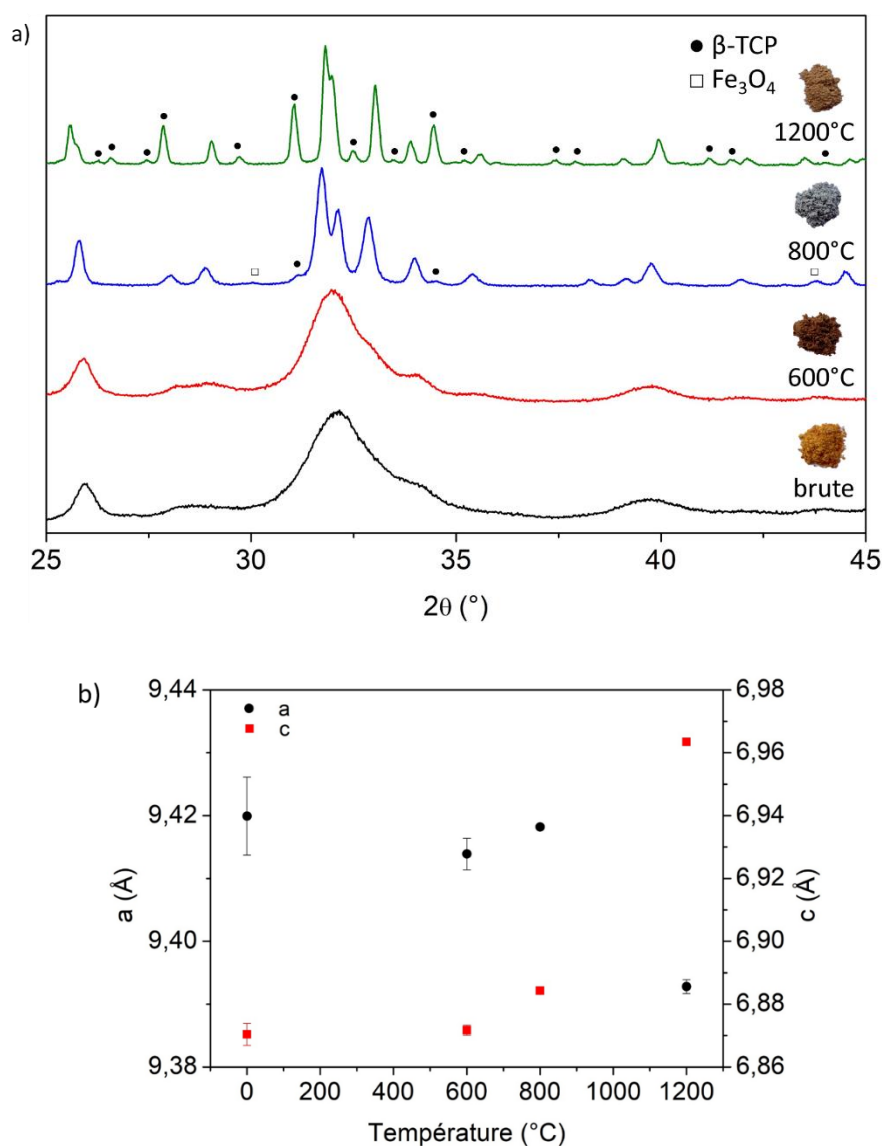 a)
● β-TCP
□ Fe₃O₄
1200°C
800°C
600°C
brute
25 30 35 40 45
2θ (°)
b)
9,44 6,98
a
c
6,96
9,42 6,94
6,92
9,40 6,90
6,88
9,38 6,86
a (Å)
c (Å)
0 200 400 600 800 1000 1200
Température (°C)